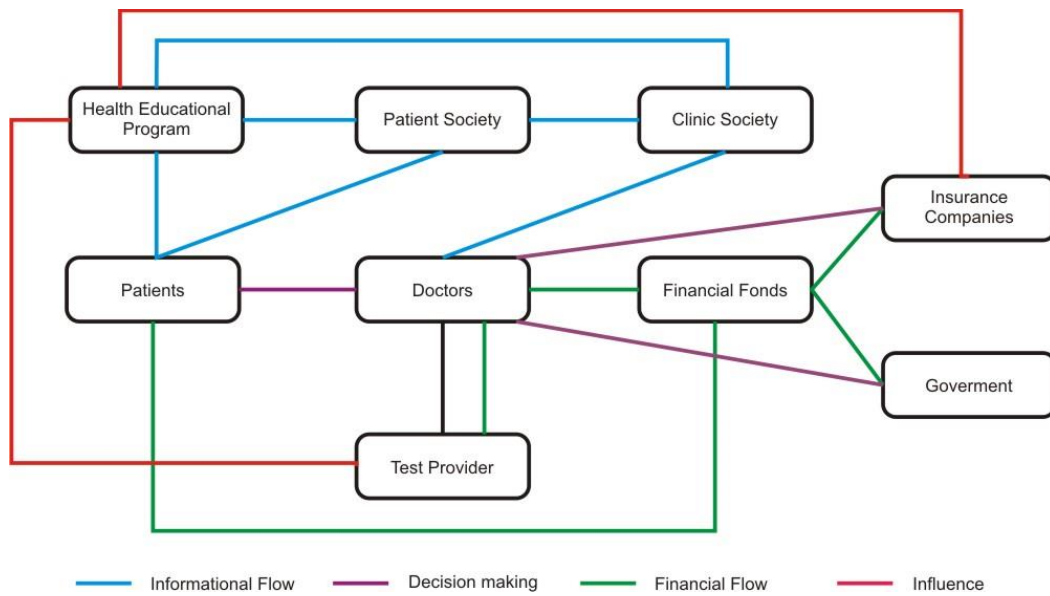 Health Educational
Program
Patient Society
Clinic Society
Insurance
Companies
Patients
Doctors
Financial Fonds
Goverment
Test Provider
Informational Flow
Decision making
Financial Flow
Influence